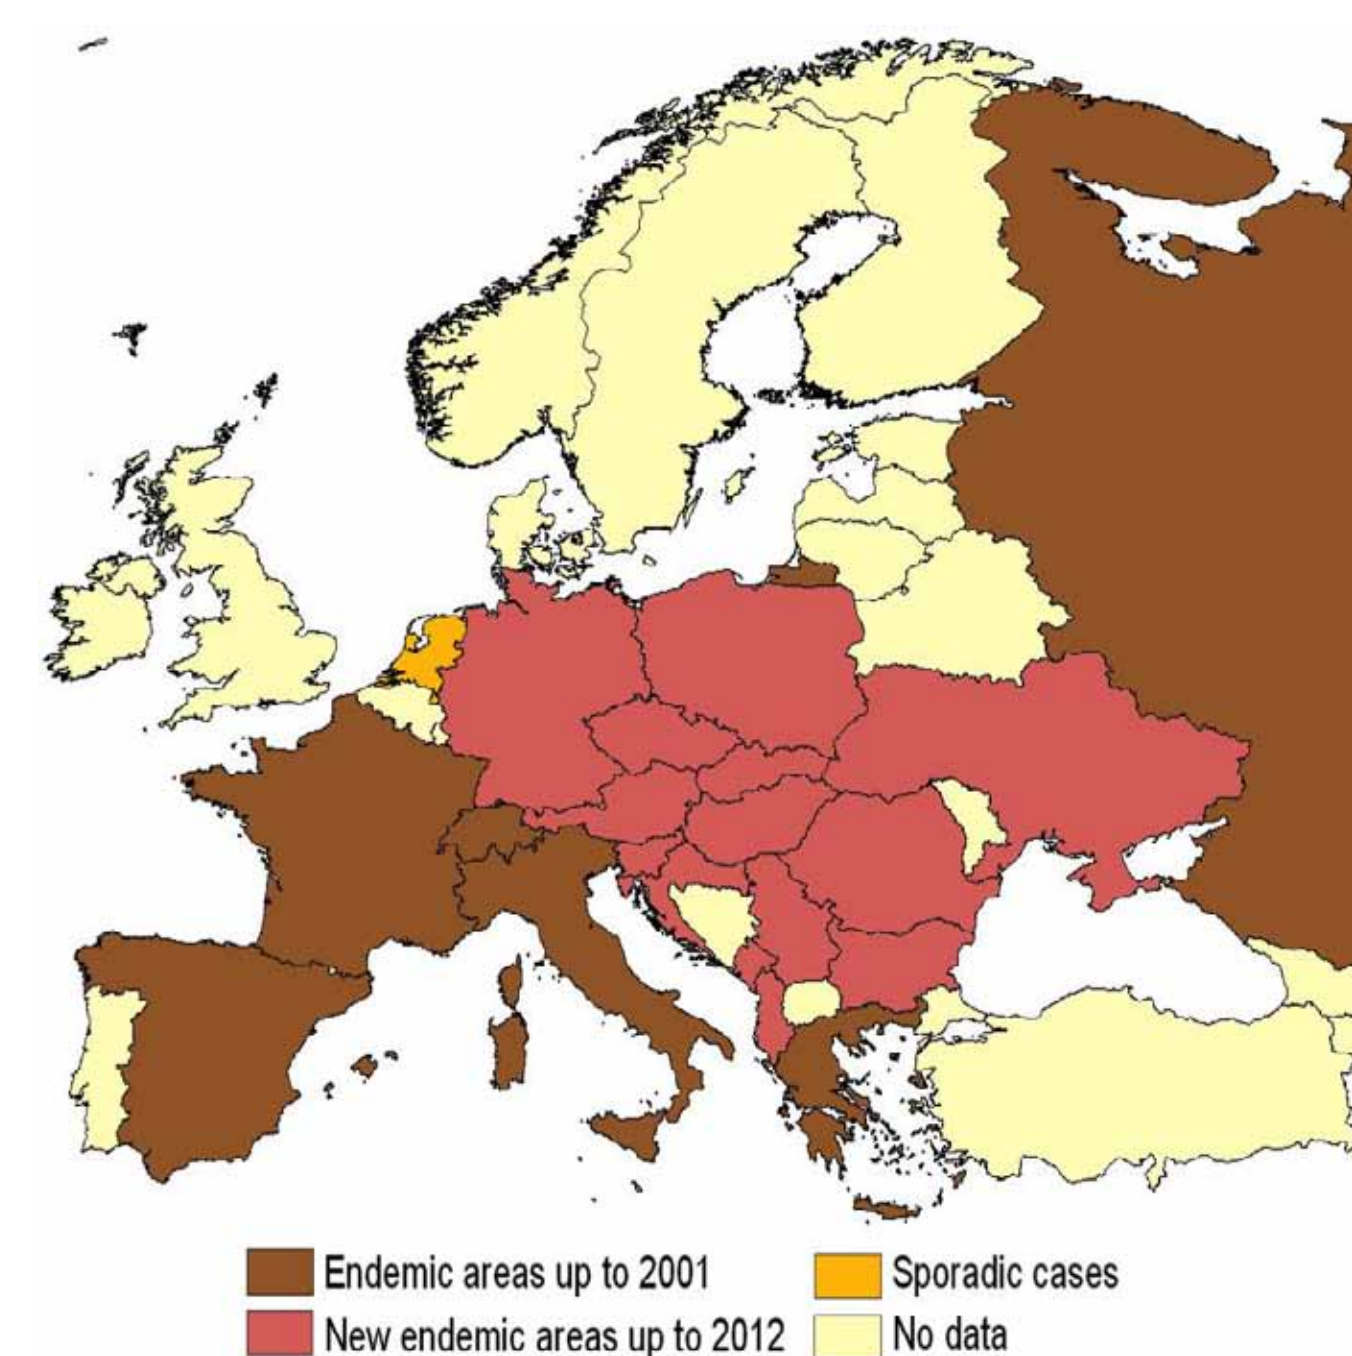 Endemic areas up to 2001
Sporadic cases
New endemic areas up to 2012
No data